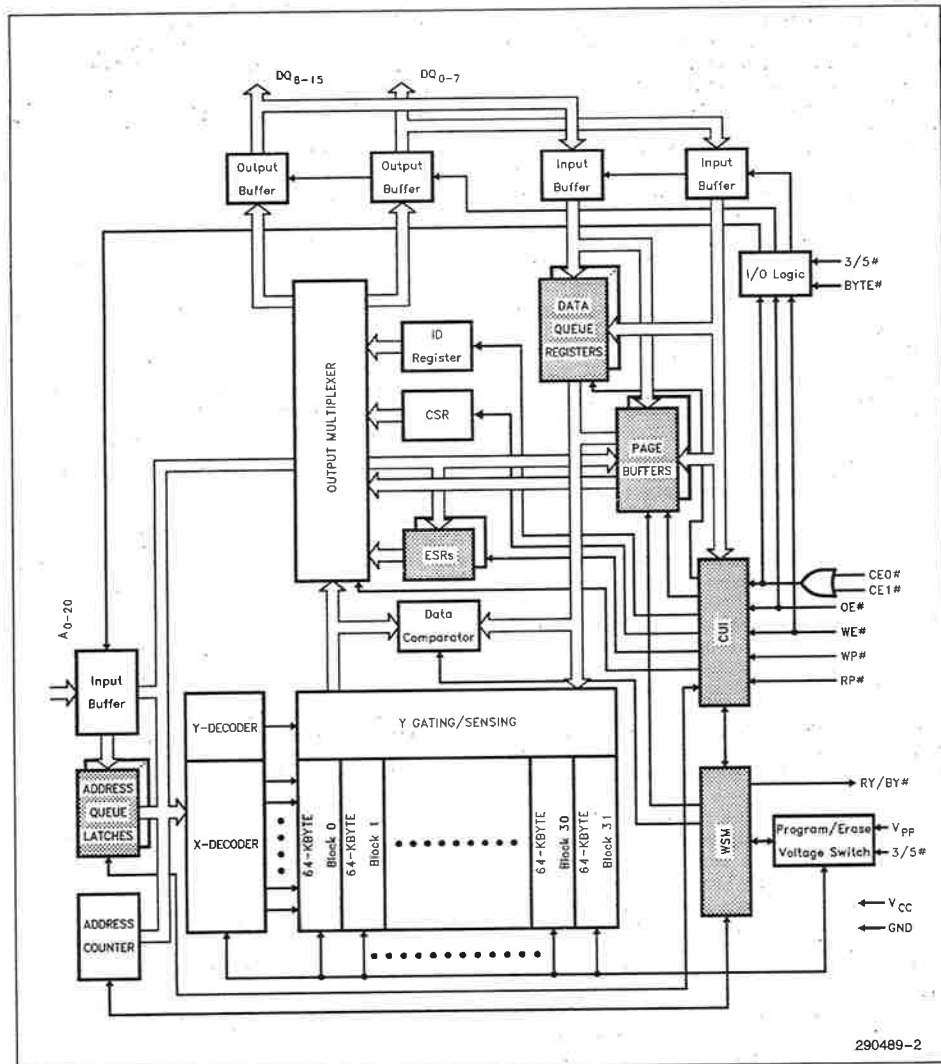 DQ8-15
DQ0-7
Output
Buffer
Output
Buffer
Input
Buffer
Input
Buffer
I/O Logic
3/5#
BYTE#
OUTPUT MULTIPLEXER
ID
Register
CSR
ESRs
DATA
QUEUE
REGISTERS
PAGE
BUFFERS
Data
Comparator
CUI
CE0#
CE1#
OE#
WE#
WP#
RP#
A0-20
Input
Buffer
ADDRESS
QUEUE
LATCHES
ADDRESS
COUNTER
Y-DECODER
X-DECODER
Y GATING/SENSING
64-KBYTE
Block 0
64-KBYTE
Block 1
64-KBYTE
Block 30
64-KBYTE
Block 31
WSM
RY/BY#
Program/Erase
Voltage Switch
VPP
3/5#
VCC
GND
290489-2